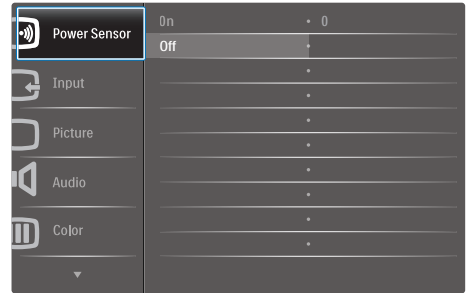 Power Sensor
On • 0
Off •
Input
Picture
Audio
Color
▼